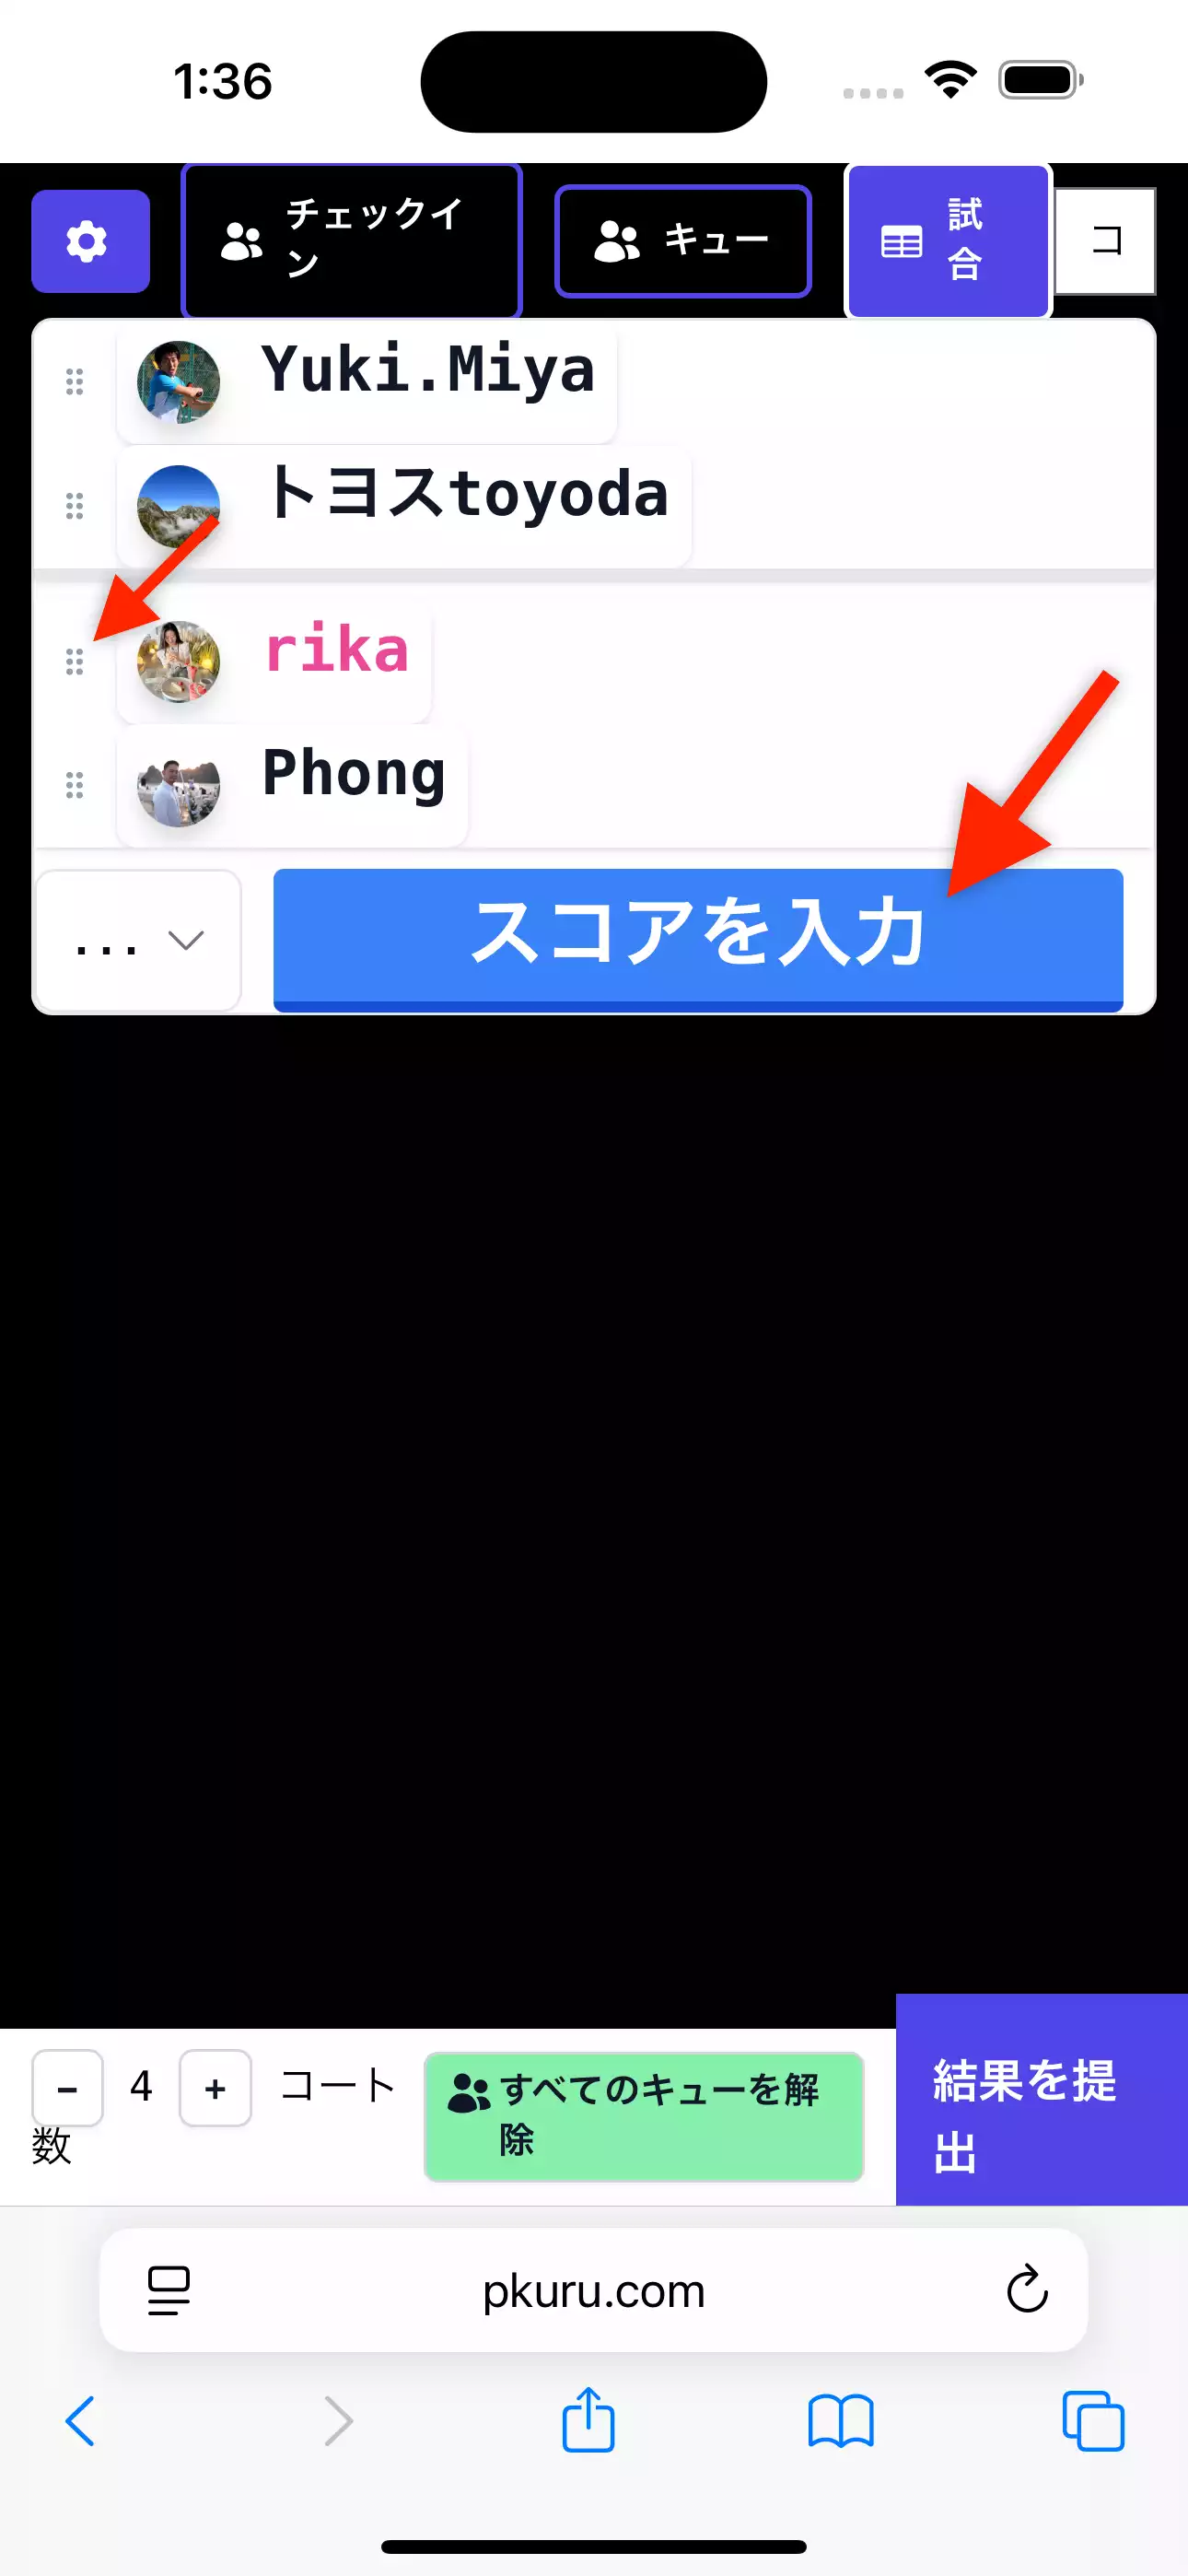 1:36
チェックイ
ン
キュー
試
合
コ
Yuki.Miya
トヨスtoyoda
rika
Phong
... スコアを入力
- 4 + コート
数
すべてのキューを解
除
結果を提
出
pkuru.com